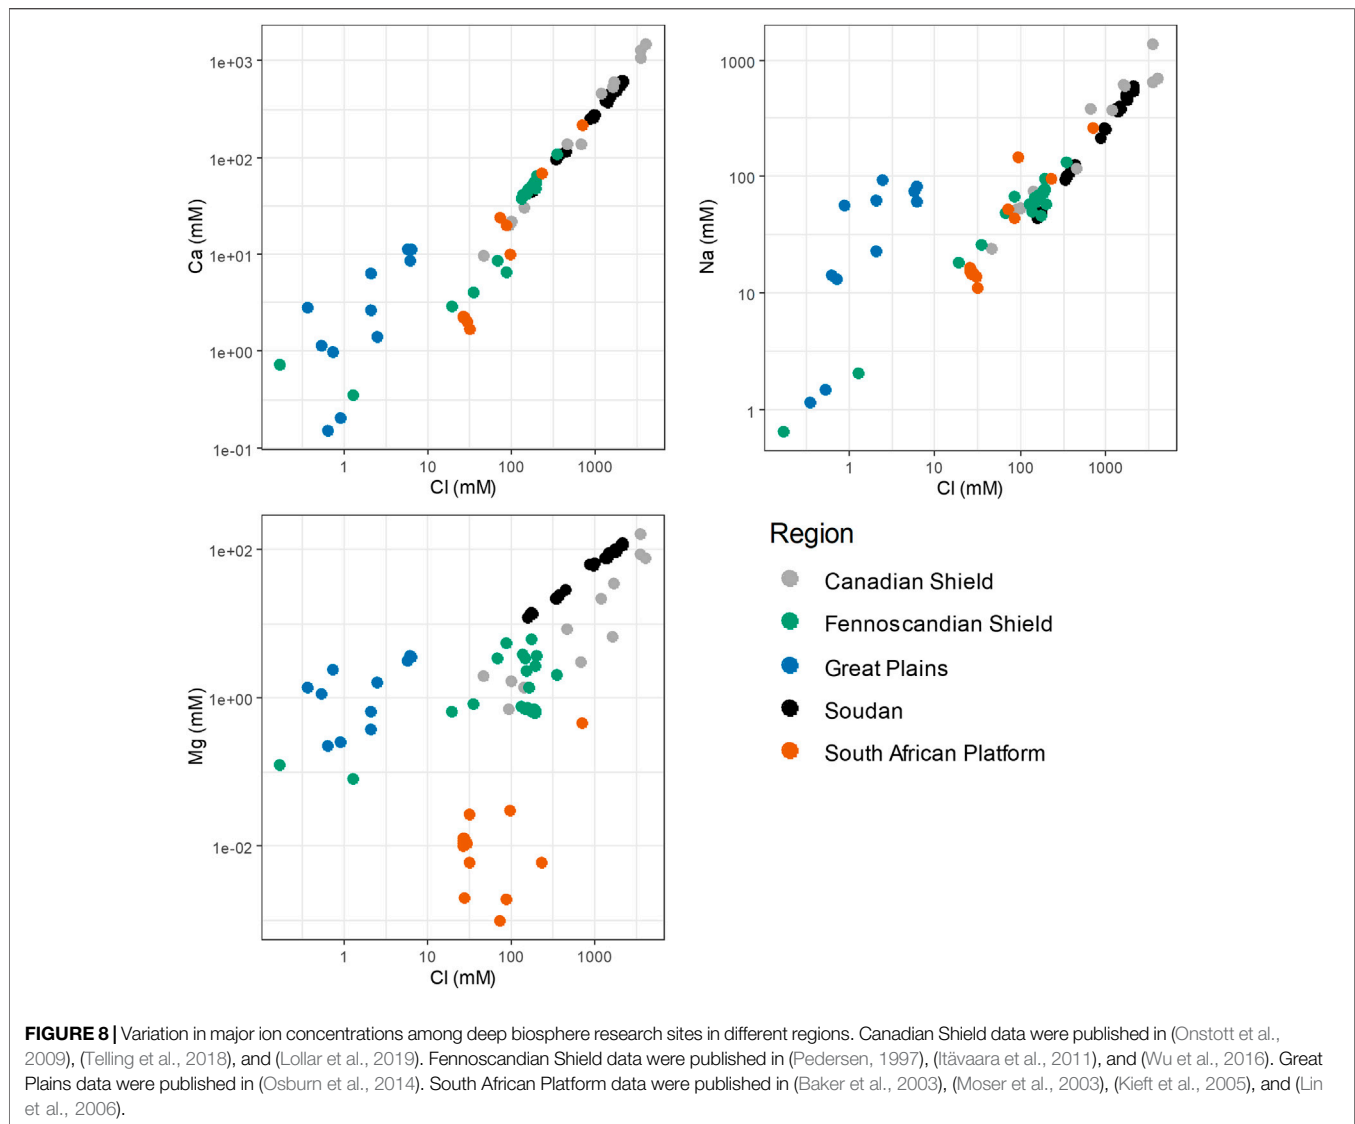 1e+03
1e+02
1e+01
1e+00
1e-01
Ca (mM)
1 10 100 1000
Cl (mM)
1000
100
10
1
Na (mM)
1 10 100 1000
Cl (mM)
1e+02
1e+00
1e-02
Mg (mM)
1 10 100 1000
Cl (mM)
Region
Canadian Shield
Fennoscandian Shield
Great Plains
Soudan
South African Platform
FIGURE 8 | Variation in major ion concentrations among deep biosphere research sites in different regions. Canadian Shield data were published in (Onstott et al.,
2009), (Telling et al., 2018), and (Lollar et al., 2019). Fennoscandian Shield data were published in (Pedersen, 1997), (Itävaara et al., 2011), and (Wu et al., 2016). Great
Plains data were published in (Osburn et al., 2014). South African Platform data were published in (Baker et al., 2003), (Moser et al., 2003), (Kieft et al., 2005), and (Lin
et al., 2006).